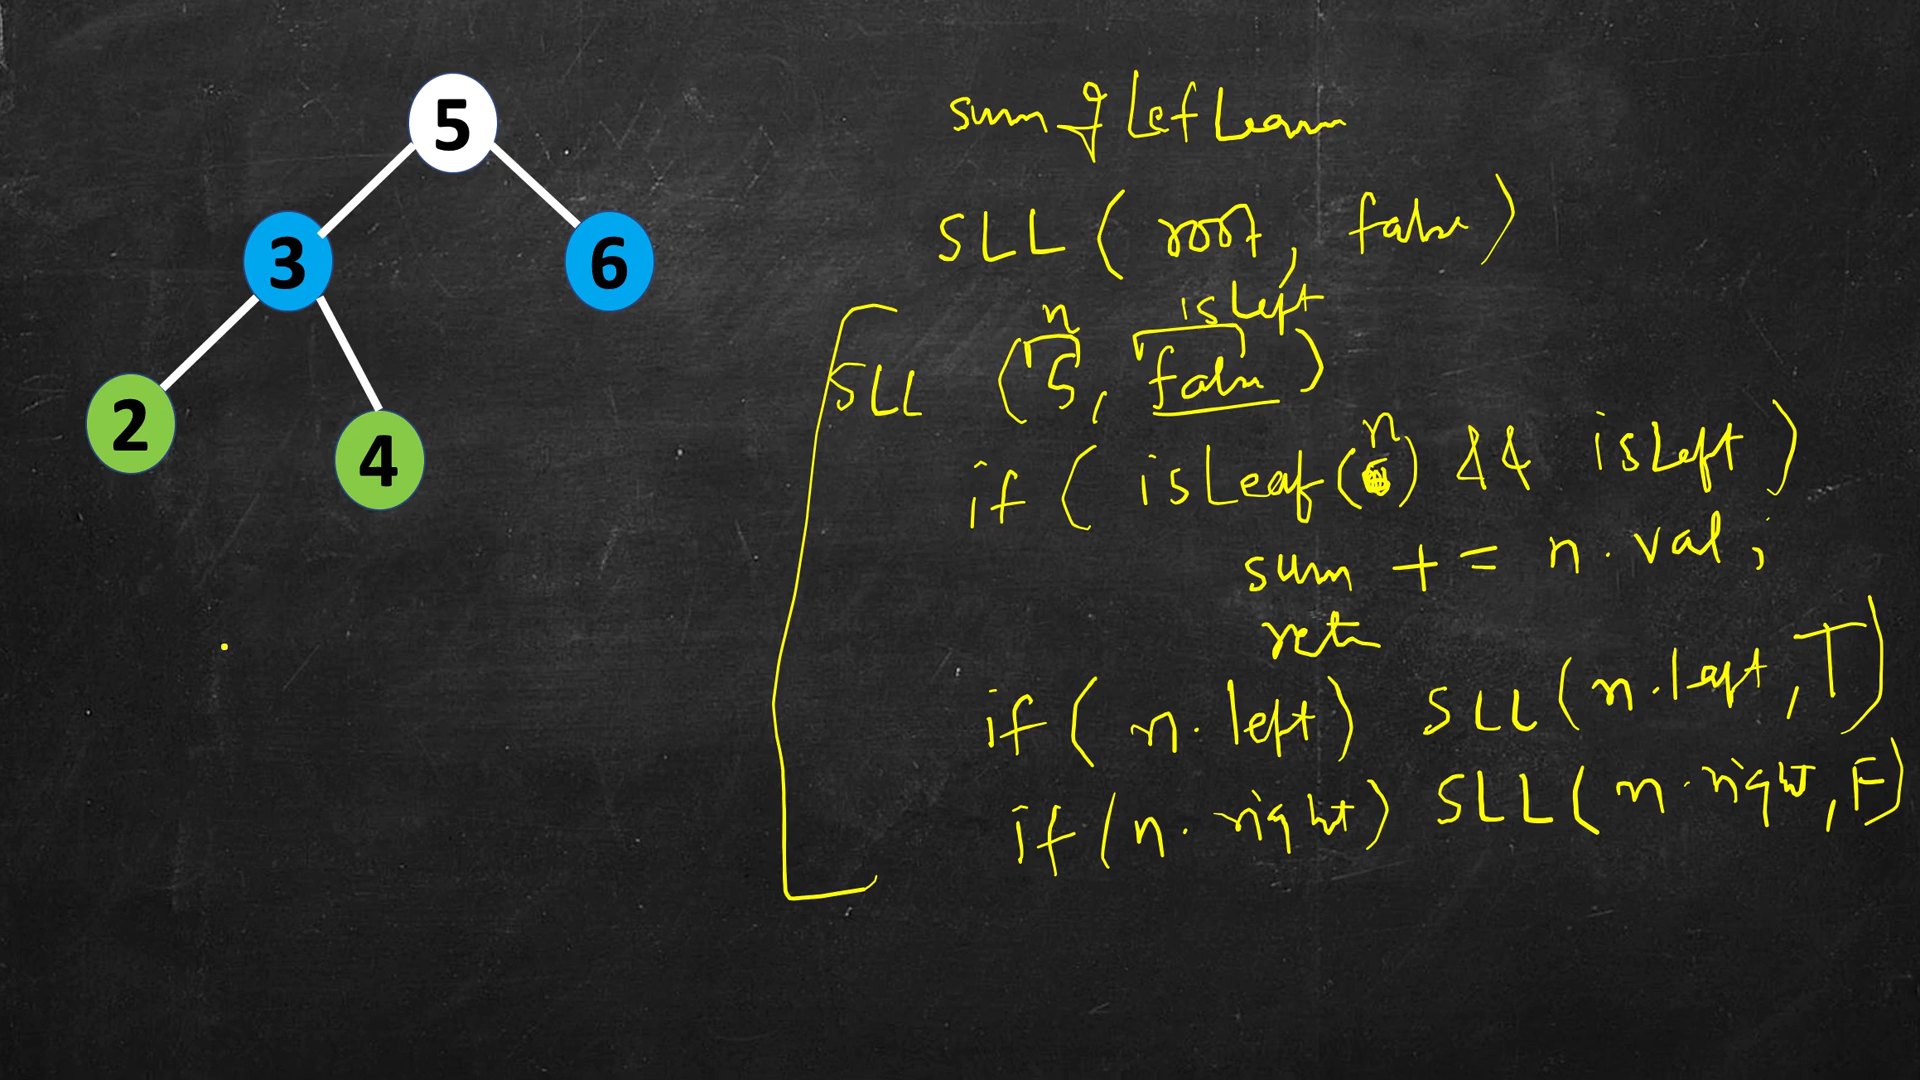 5
3
6
2
4
sum of Lef Leaves
SLL ( root, false )
n isLeft
SLL (5, false )
n
if ( isLeaf( ) && isLeft )
sum += n.val;
retn
if ( n.left) SLL (n.left, T)
if (n.right) SLL (n.right, F)